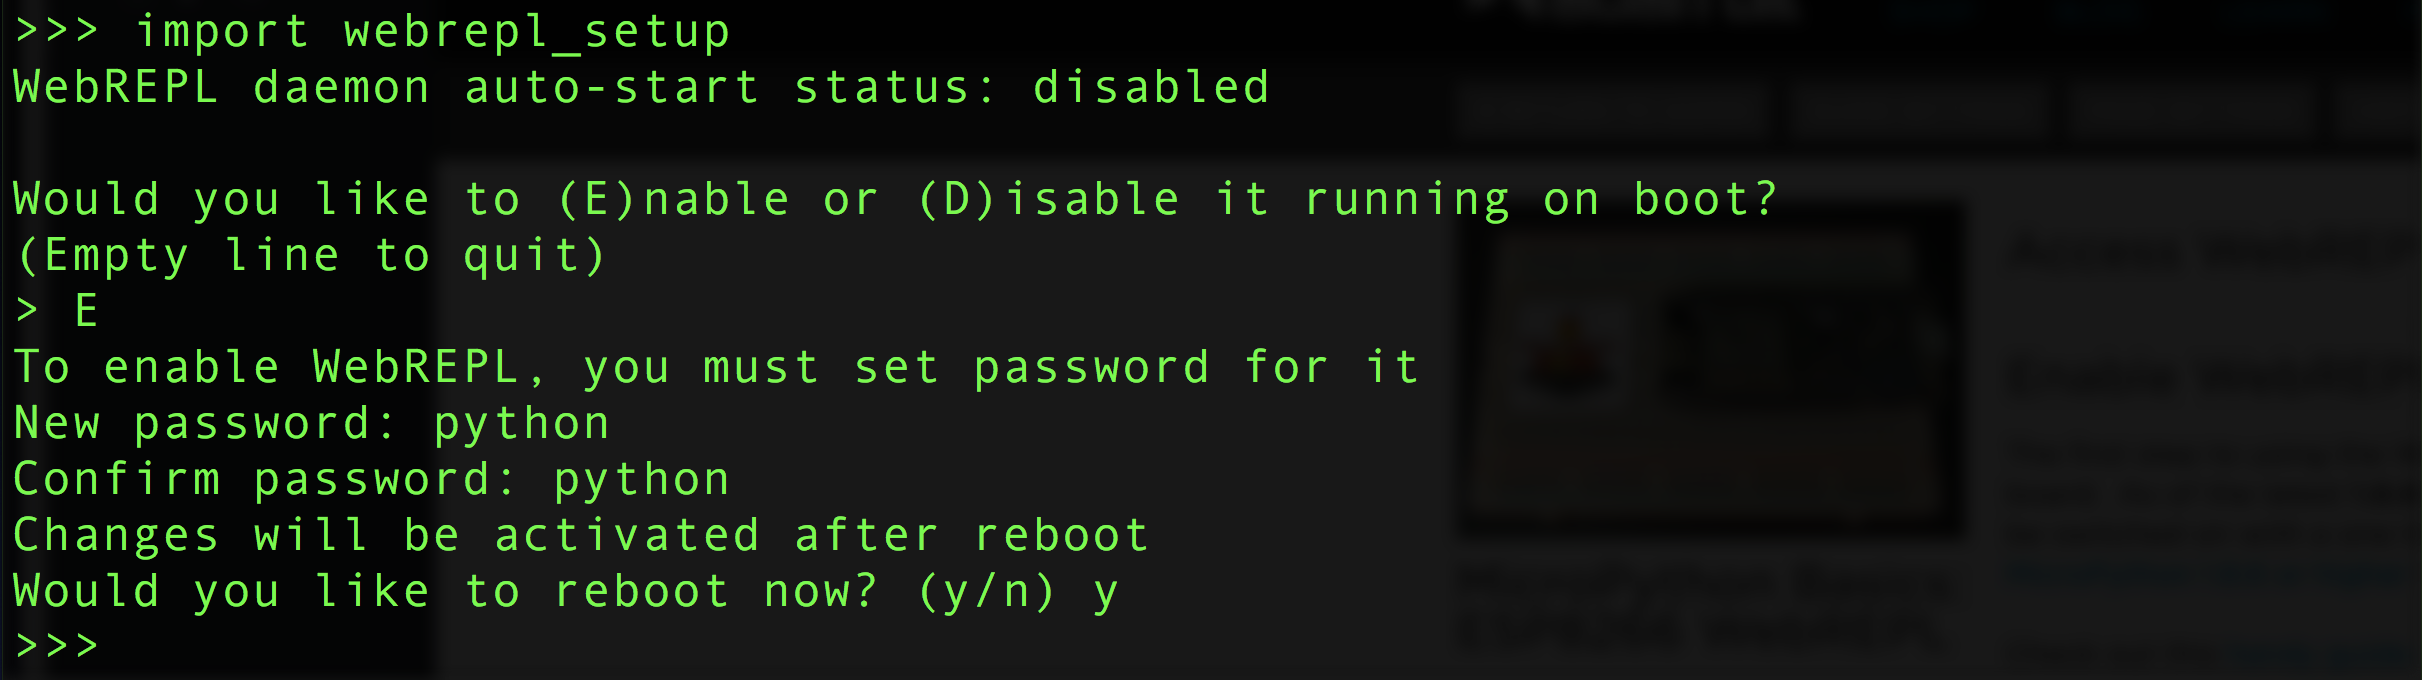 >>> import webrepl_setup
WebREPL daemon auto-start status: disabled
Would you like to (E)nable or (D)isable it running on boot?
(Empty line to quit)
> E
To enable WebREPL, you must set password for it
New password: python
Confirm password: python
Changes will be activated after reboot
Would you like to reboot now? (y/n) y
>>>